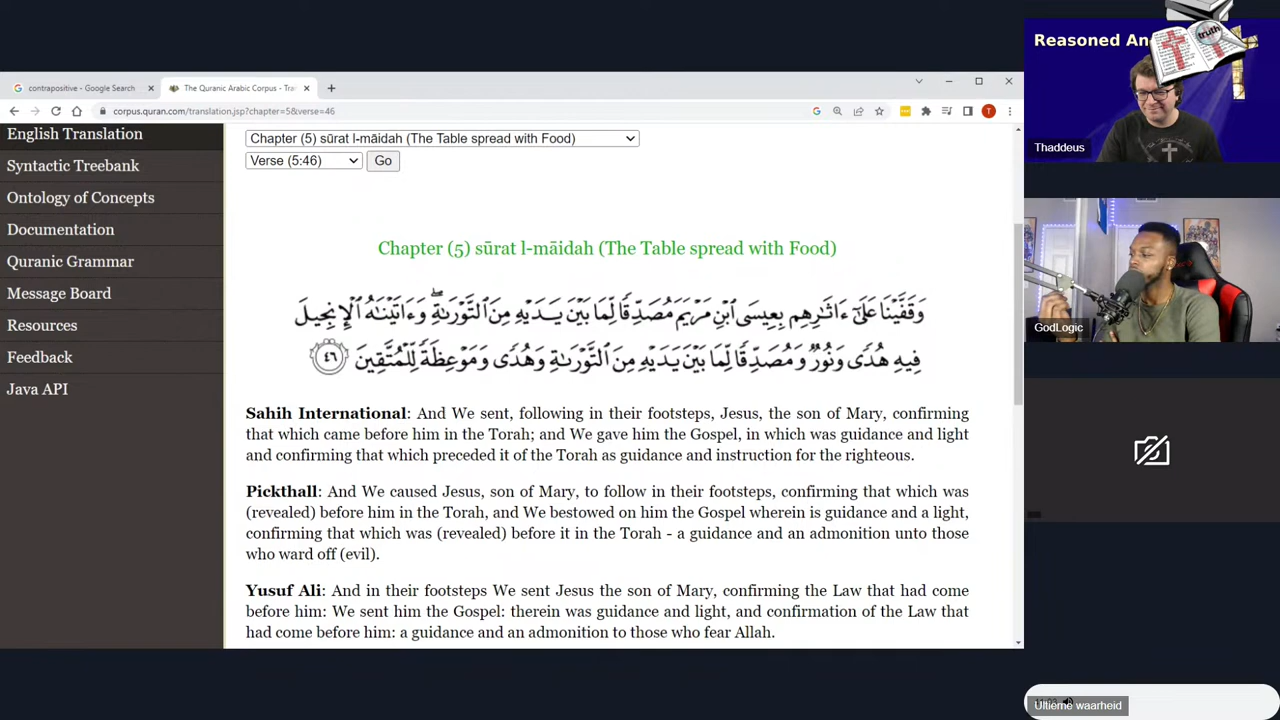 contrapositive - Google Search
The Quranic Arabic Corpus - Tra
corpus.quran.com/translation.jsp?chapter=5&verse=46
T
English Translation
Syntactic Treebank
Ontology of Concepts
Documentation
Quranic Grammar
Message Board
Resources
Feedback
Java API
Chapter (5) sūrat l-māidah (The Table spread with Food)
Verse (5:46)
Go
Chapter (5) sūrat l-māidah (The Table spread with Food)
وَقَفَّيْنَا عَلَىٰٓ ءَاثَـٰرِهِم بِعِيسَى ٱبْنِ مَرْيَمَ مُصَدِّقًا لِّمَا بَيْنَ يَدَيْهِ مِنَ ٱلتَّوْرَىٰةِ ۖ وَءَاتَيْنَـٰهُ ٱلْإِنجِيلَ
فِيهِ هُدًى وَنُورٌ وَمُصَدِّقًا لِّمَا بَيْنَ يَدَيْهِ مِنَ ٱلتَّوْرَىٰةِ وَهُدًى وَمَوْعِظَةً لِّلْمُتَّقِينَ ٤٦
Sahih International: And We sent, following in their footsteps, Jesus, the son of Mary, confirming
that which came before him in the Torah; and We gave him the Gospel, in which was guidance and light
and confirming that which preceded it of the Torah as guidance and instruction for the righteous.
Pickthall: And We caused Jesus, son of Mary, to follow in their footsteps, confirming that which was
(revealed) before him in the Torah, and We bestowed on him the Gospel wherein is guidance and a light,
confirming that which was (revealed) before it in the Torah - a guidance and an admonition unto those
who ward off (evil).
Yusuf Ali: And in their footsteps We sent Jesus the son of Mary, confirming the Law that had come
before him: We sent him the Gospel: therein was guidance and light, and confirmation of the Law that
had come before him: a guidance and an admonition to those who fear Allah.
Reasoned An
truth
Thaddeus
GodLogic
Ultieme waarheid